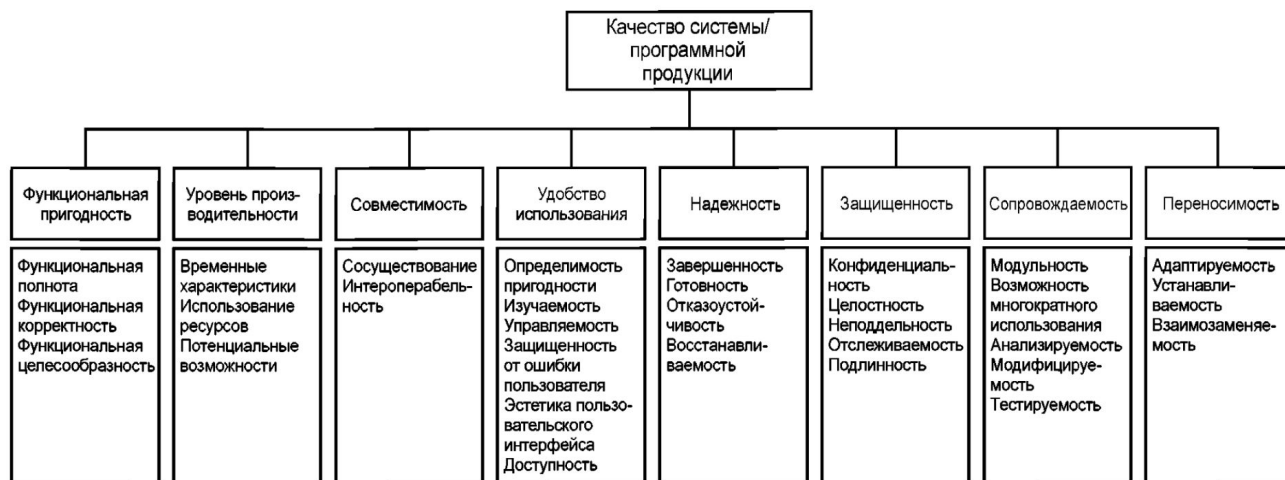 Качество системы/
программной
продукции
Функциональная
пригодность
Уровень произ-
водительности
Совместимость
Удобство
использования
Надежность
Защищенность
Сопровождаемость
Переносимость
Функциональная
полнота
Функциональная
корректность
Функциональная
целесообразность
Временные
характеристики
Использование
ресурсов
Потенциальные
возможности
Сосуществование
Интероперабель-
ность
Определимость
пригодности
Изучаемость
Управляемость
Защищенность
от ошибки
пользователя
Эстетика пользо-
вательского
интерфейса
Доступность
Завершенность
Готовность
Отказоустой-
чивость
Восстанавли-
ваемость
Конфиденциаль-
ность
Целостность
Неподдельность
Отслеживаемость
Подлинность
Модульность
Возможность
многократного
использования
Анализируемость
Модифицируе-
мость
Тестируемость
Адаптируемость
Устанавли-
ваемость
Взаимозаменяе-
мость